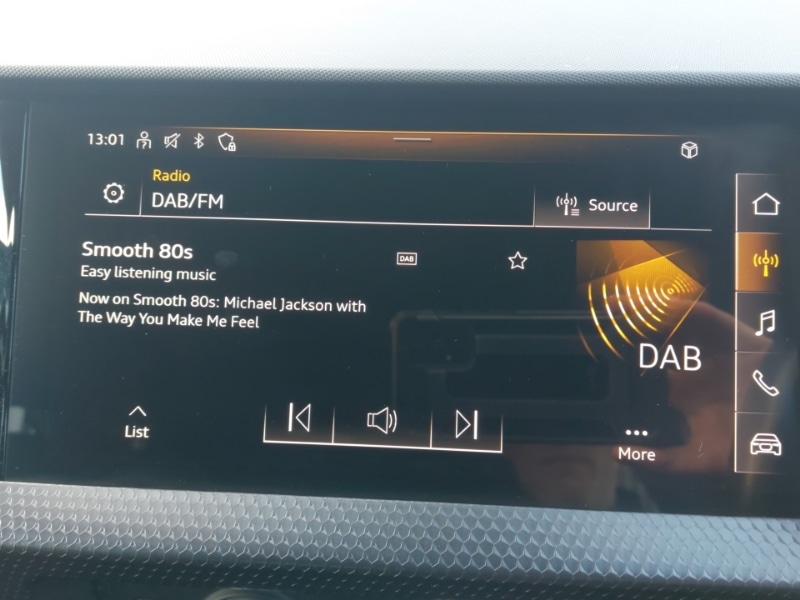 13:01
Radio
DAB/FM
Source
Smooth 80s
DAB
Easy listening music
Now on Smooth 80s: Michael Jackson with
The Way You Make Me Feel
DAB
List
More